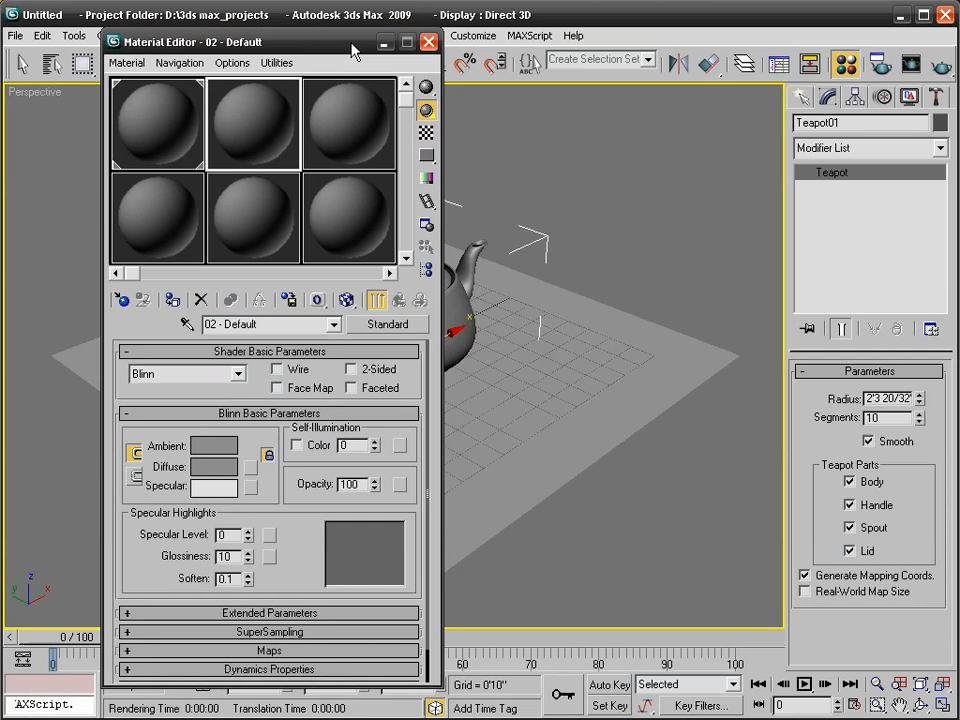 Untitled - Project Folder: D:\3ds max_projects - Autodesk 3ds Max 2009 - Display : Direct 3D
File Edit Tools Customize MAXScript Help
Material Editor - 02 - Default
Material Navigation Options Utilities
Create Selection Set
Perspective
02 - Default Standard
Shader Basic Parameters
Blinn Wire 2-Sided
Face Map Faceted
Blinn Basic Parameters
Self-Illumination
Ambient: Color 0
Diffuse:
Specular: Opacity: 100
Specular Highlights
Specular Level: 0
Glossiness: 10
Soften: 0.1
Extended Parameters
SuperSampling
Maps
Dynamics Properties
Teapot01
Modifier List
Teapot
Parameters
Radius: 2'3 20/32"
Segments: 10
Smooth
Teapot Parts
Body
Handle
Spout
Lid
Generate Mapping Coords.
Real-World Map Size
z
y x
x
0 / 100
0 60 70 80 90 100
Grid = 0'10" Auto Key Selected
'AXScript. Rendering Time 0:00:00 Translation Time 0:00:00 Add Time Tag Set Key Key Filters... 0